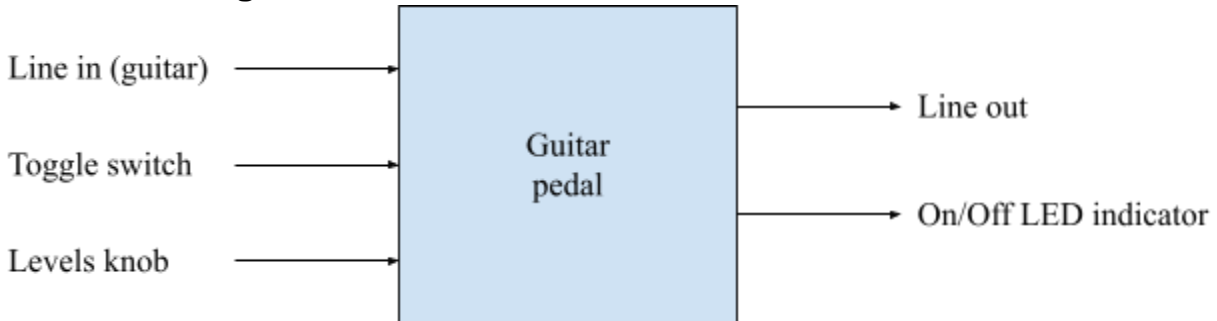 Line in (guitar)
Toggle switch
Levels knob
Guitar
pedal
Line out
On/Off LED indicator